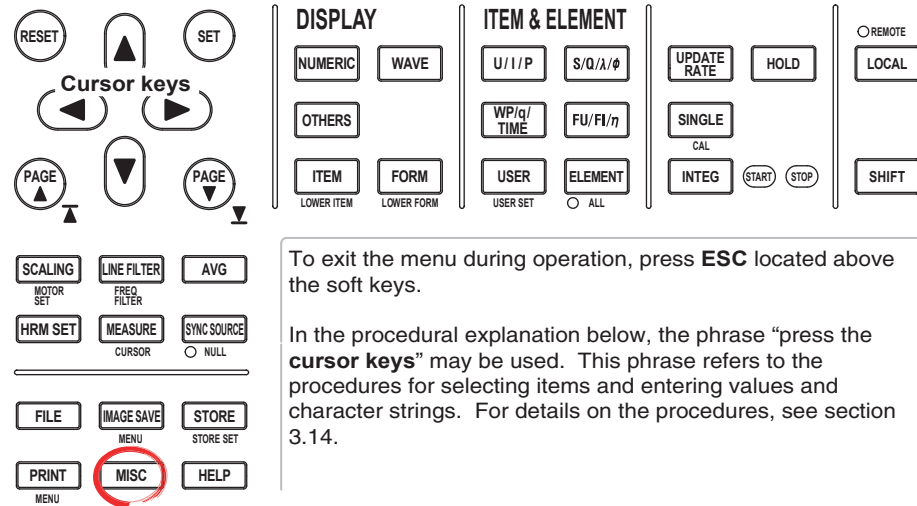 RESET
SET
Cursor keys
PAGE
PAGE
DISPLAY
NUMERIC WAVE
OTHERS
ITEM FORM
LOWER ITEM LOWER FORM
ITEM & ELEMENT
U/I/P S/Q/λ/ø
WP/q/
TIME
FU/FI/η
USER ELEMENT
USER SET ALL
UPDATE
RATE
HOLD
SINGLE
CAL
INTEG START STOP
REMOTE
LOCAL
SHIFT
SCALING LINE FILTER AVG
MOTOR
SET
FREQ
FILTER
HRM SET MEASURE SYNC SOURCE
CURSOR NULL
FILE IMAGE SAVE STORE
MENU STORE SET
PRINT MISC HELP
MENU
To exit the menu during operation, press ESC located above
the soft keys.
In the procedural explanation below, the phrase “press the
cursor keys” may be used. This phrase refers to the
procedures for selecting items and entering values and
character strings. For details on the procedures, see section
3.14.